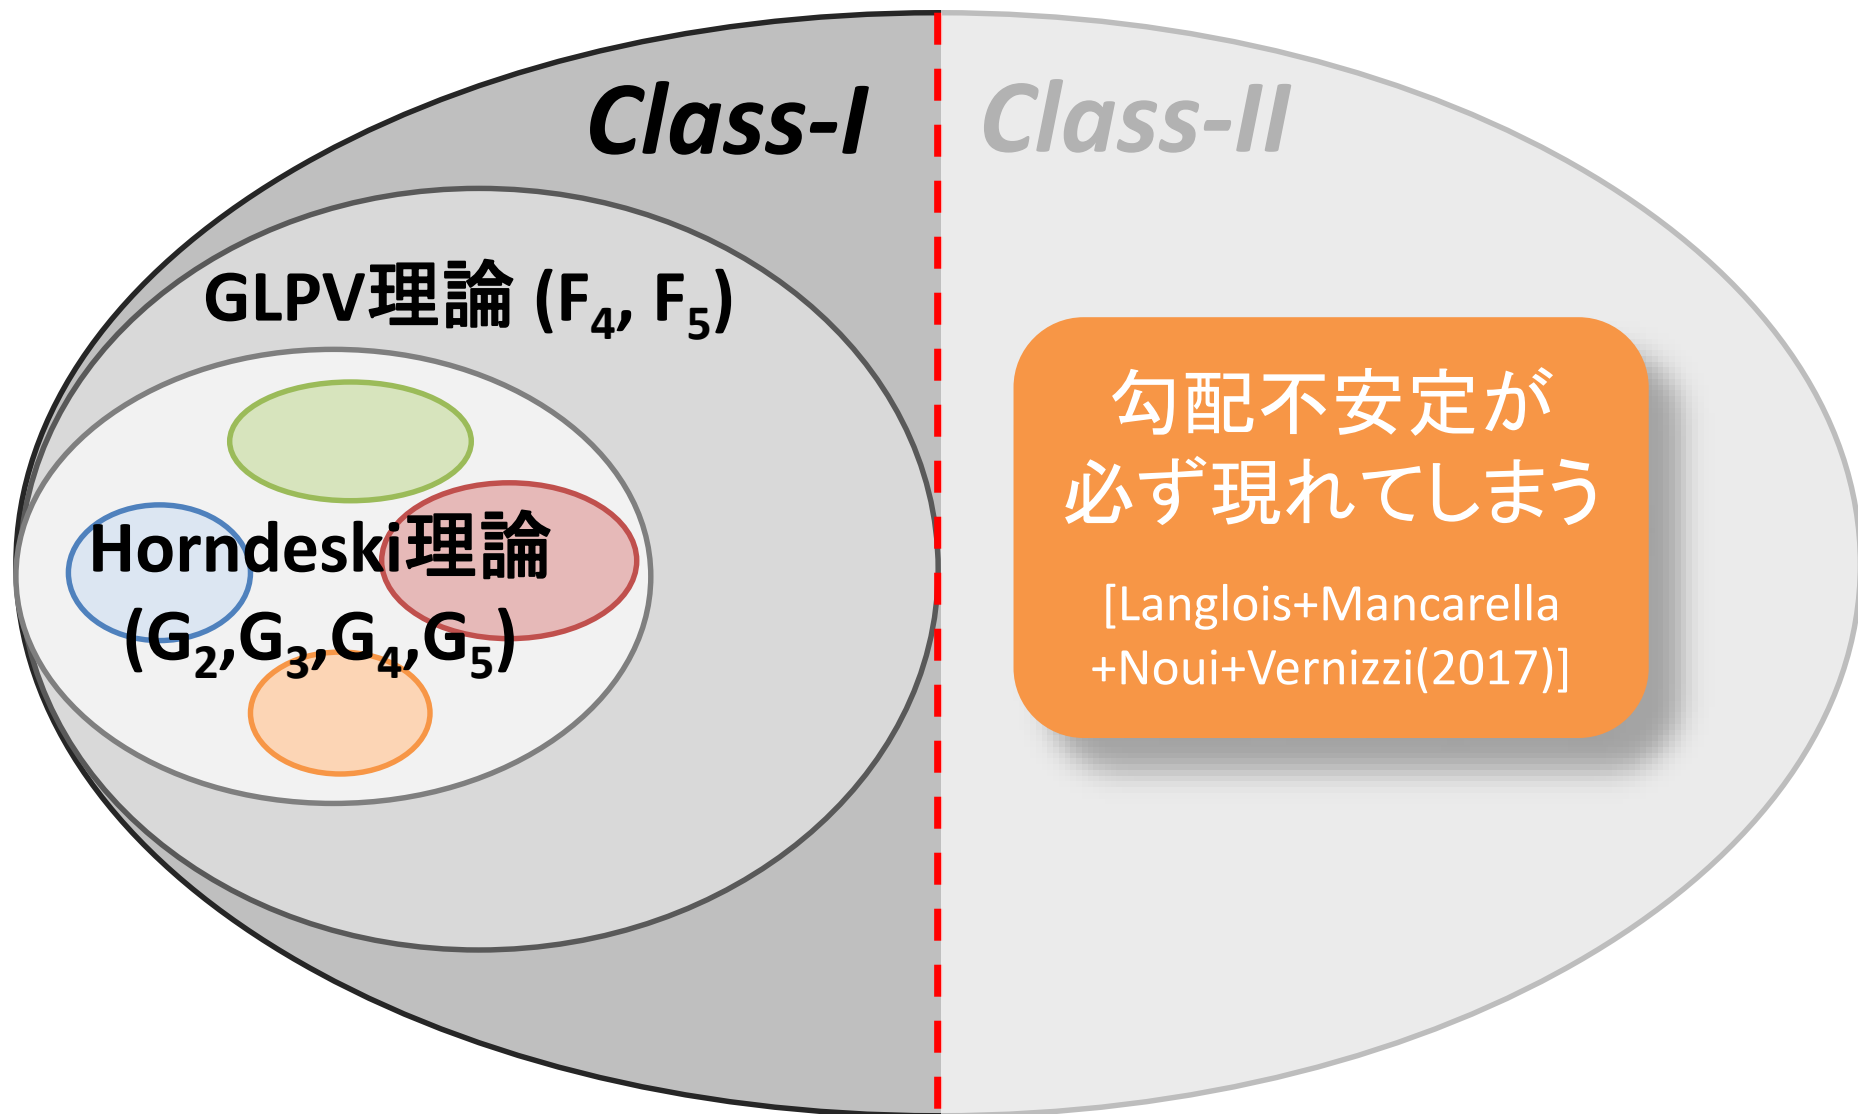 Class-I
Class-II
GLPV理論 (F₄, F₅)
Horndeski理論
(G₂,G₃,G₄,G₅)
勾配不安定が
必ず現れてしまう
[Langlois+Mancarella
+Noui+Vernizzi(2017)]